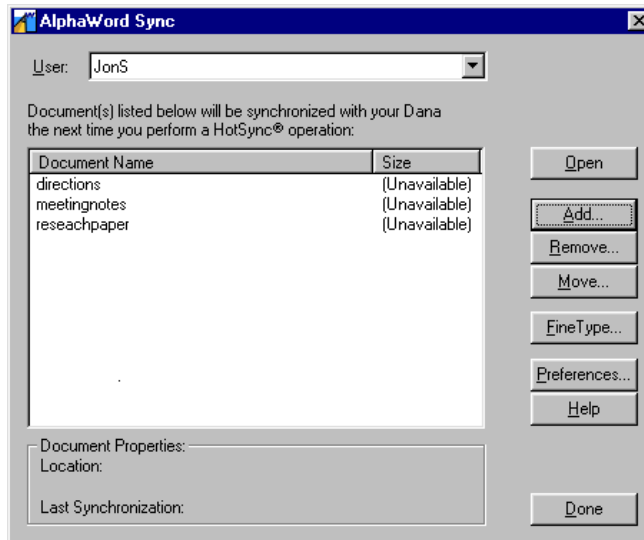 AlphaWord Sync
User: JonS
Document(s) listed below will be synchronized with your Dana
the next time you perform a HotSync® operation:
Document Name Size
directions (Unavailable)
meetingnotes (Unavailable)
reseachpaper (Unavailable)
Open
Add...
Remove...
Move...
FineType...
Preferences...
Help
Document Properties:
Location:
Last Synchronization:
Done